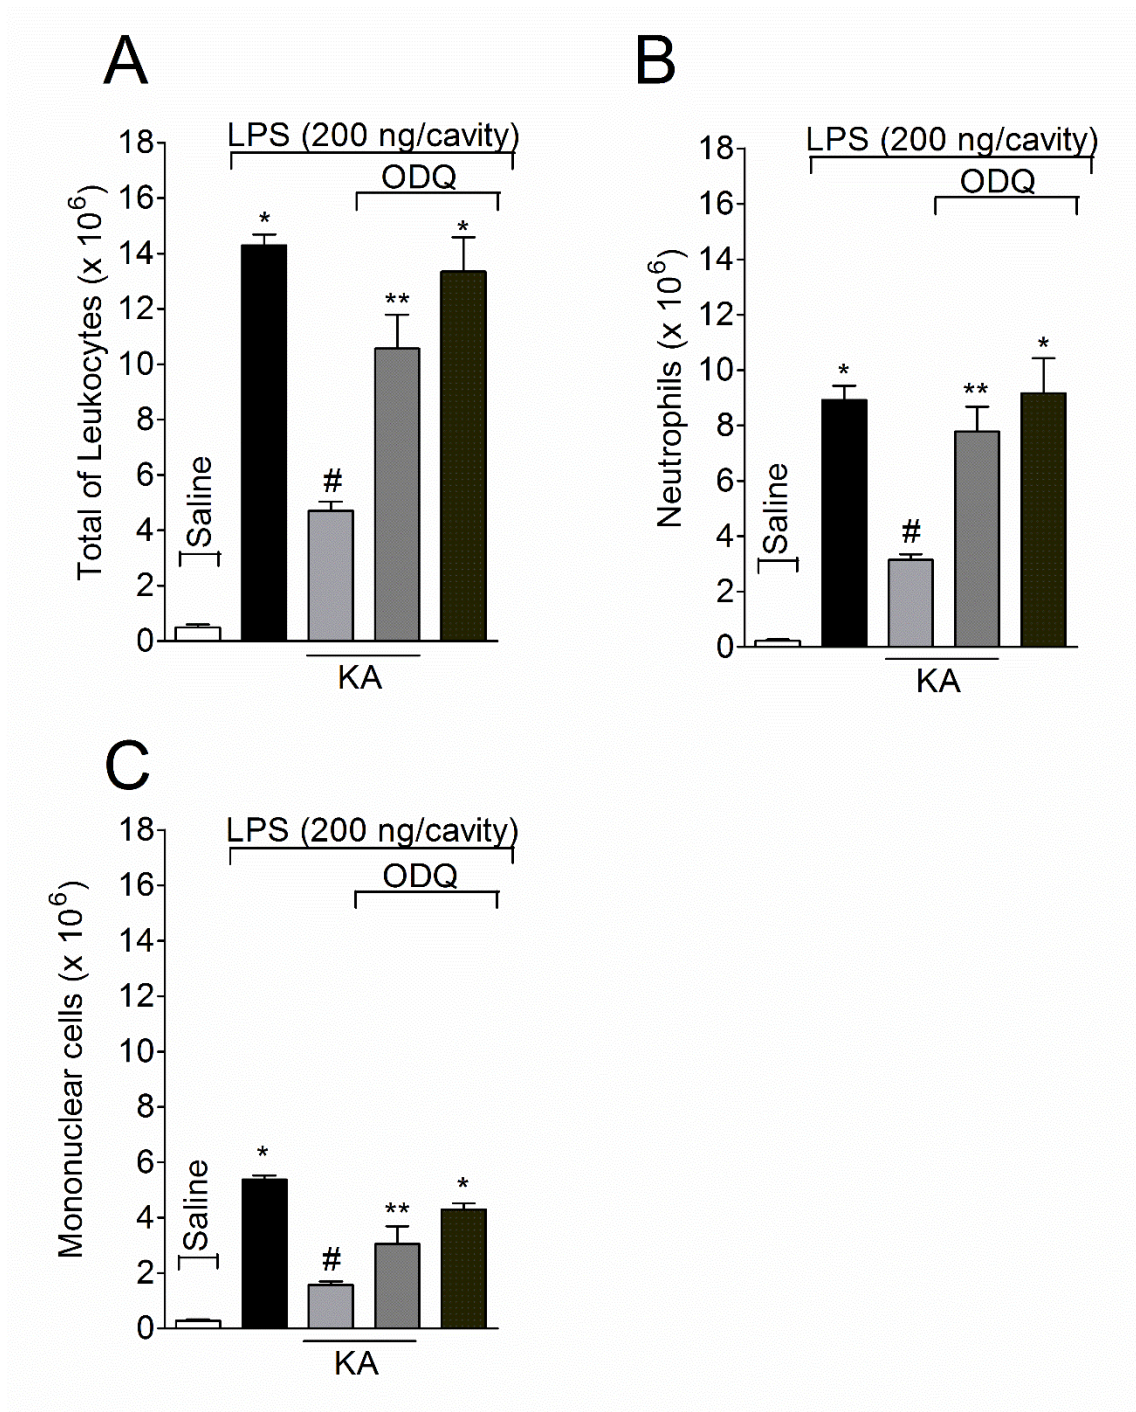 A
LPS (200 ng/cavity)
ODQ
Total of Leukocytes (x 10⁶)
18
16
14
12
10
8
6
4
2
0
Saline
*
#
**
*
KA
B
LPS (200 ng/cavity)
ODQ
Neutrophils (x 10⁶)
18
16
14
12
10
8
6
4
2
0
Saline
*
#
**
*
KA
C
LPS (200 ng/cavity)
ODQ
Mononuclear cells (x 10⁶)
18
16
14
12
10
8
6
4
2
0
Saline
*
#
**
*
KA